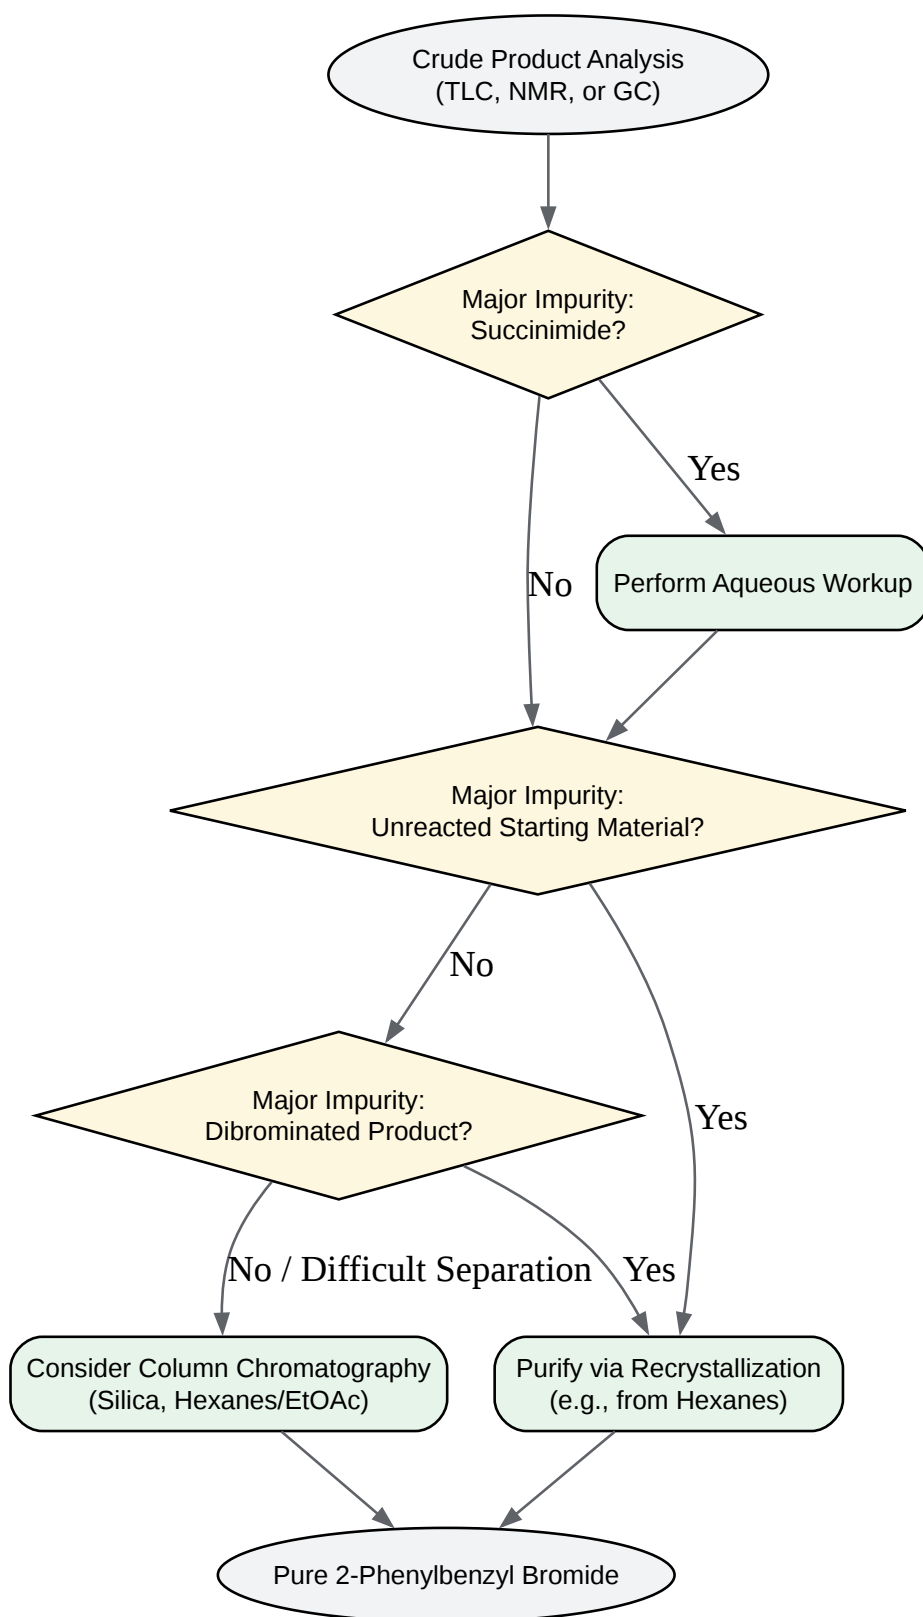 Crude Product Analysis
(TLC, NMR, or GC)
Major Impurity:
Succinimide?
Yes
No
Perform Aqueous Workup
Major Impurity:
Unreacted Starting Material?
No
Major Impurity:
Dibrominated Product?
Yes
No / Difficult Separation
Yes
Consider Column Chromatography
(Silica, Hexanes/EtOAc)
Purify via Recrystallization
(e.g., from Hexanes)
Pure 2-Phenylbenzyl Bromide